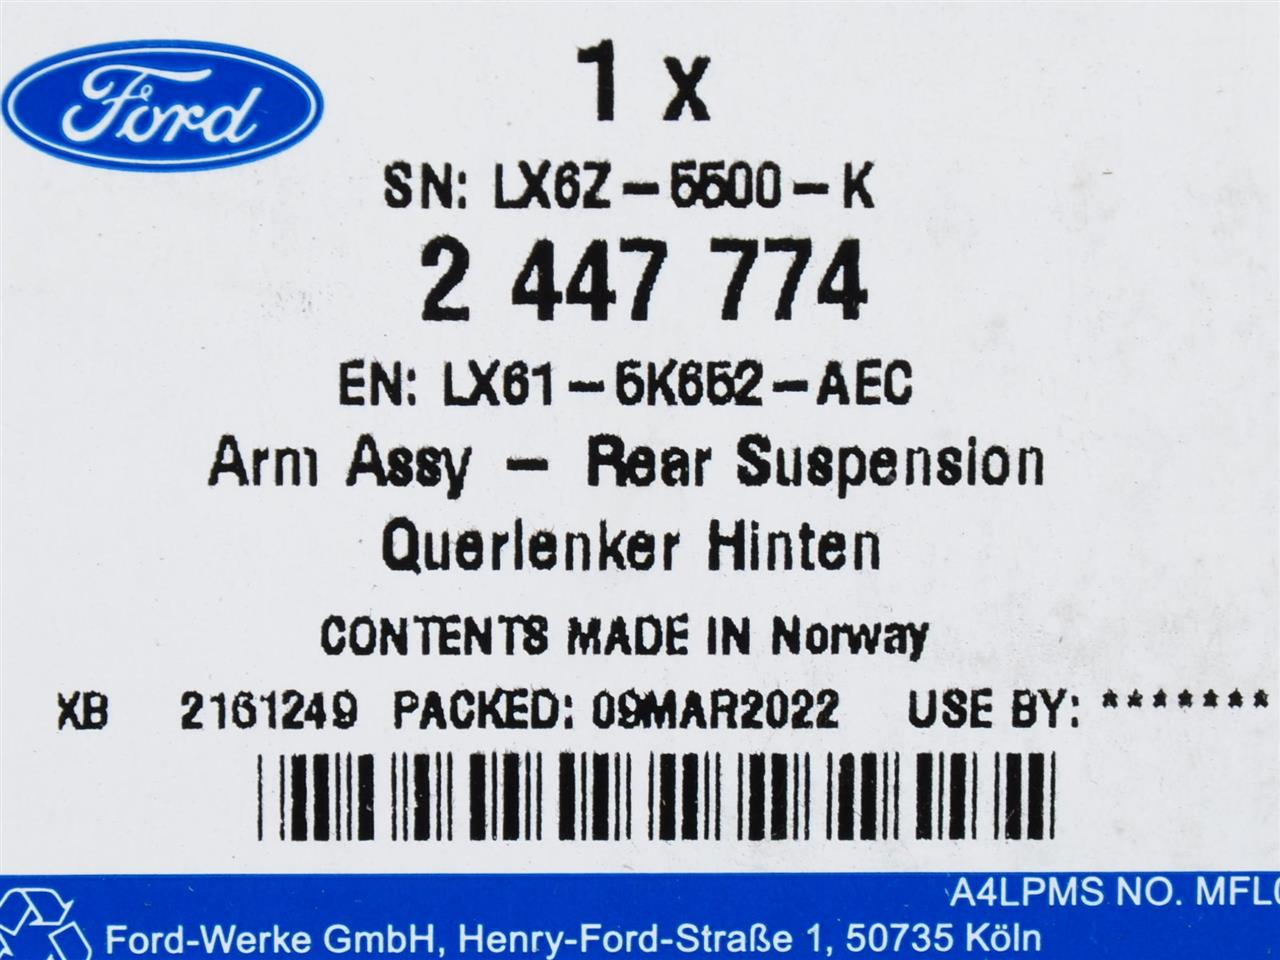 Ford
1 x
SN: LX6Z-5500-K
2 447 774
EN: LX61-5K652-AEC
Arm Assy - Rear Suspension
Querlenker Hinten
CONTENTS MADE IN Norway
XB 2161249 PACKED: 09MAR2022 USE BY: *******
A4LPMS NO. MFL0
Ford-Werke GmbH, Henry-Ford-Straße 1, 50735 Köln